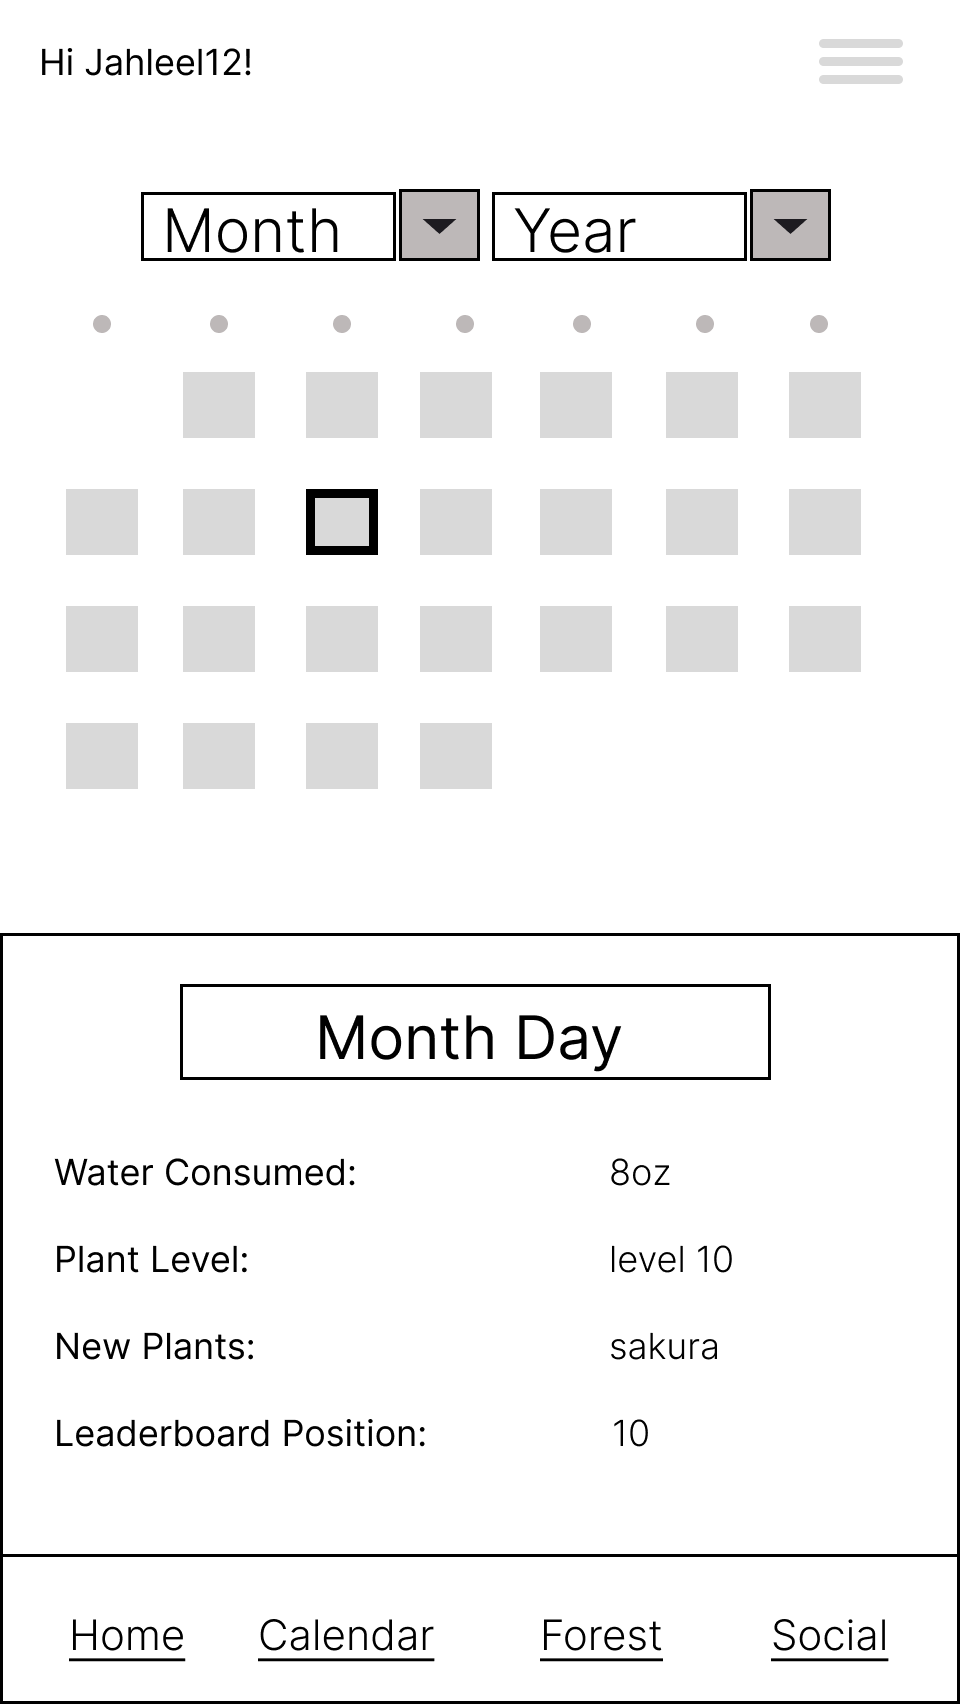 Hi Jahleel12!
Month Year
Month Day
Water Consumed: 8oz
Plant Level: level 10
New Plants: sakura
Leaderboard Position: 10
Home Calendar Forest Social